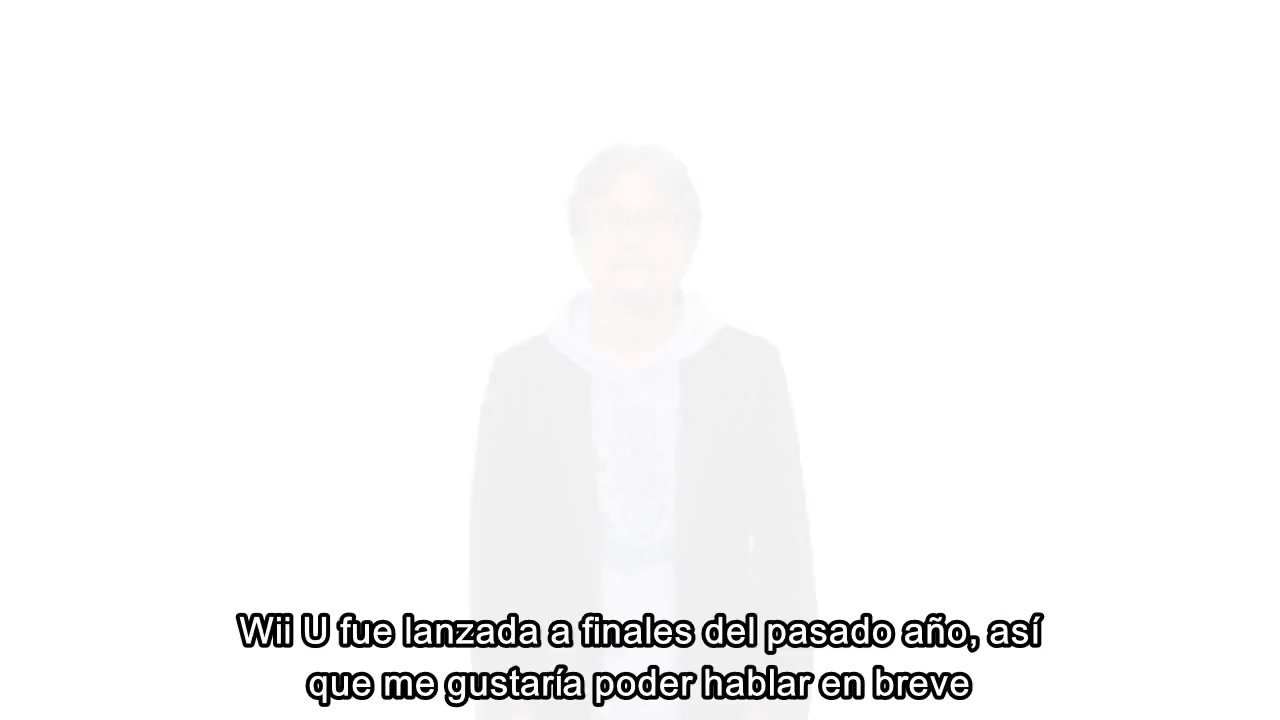 Wii U fue lanzada a finales del pasado año, así
que me gustaría poder hablar en breve